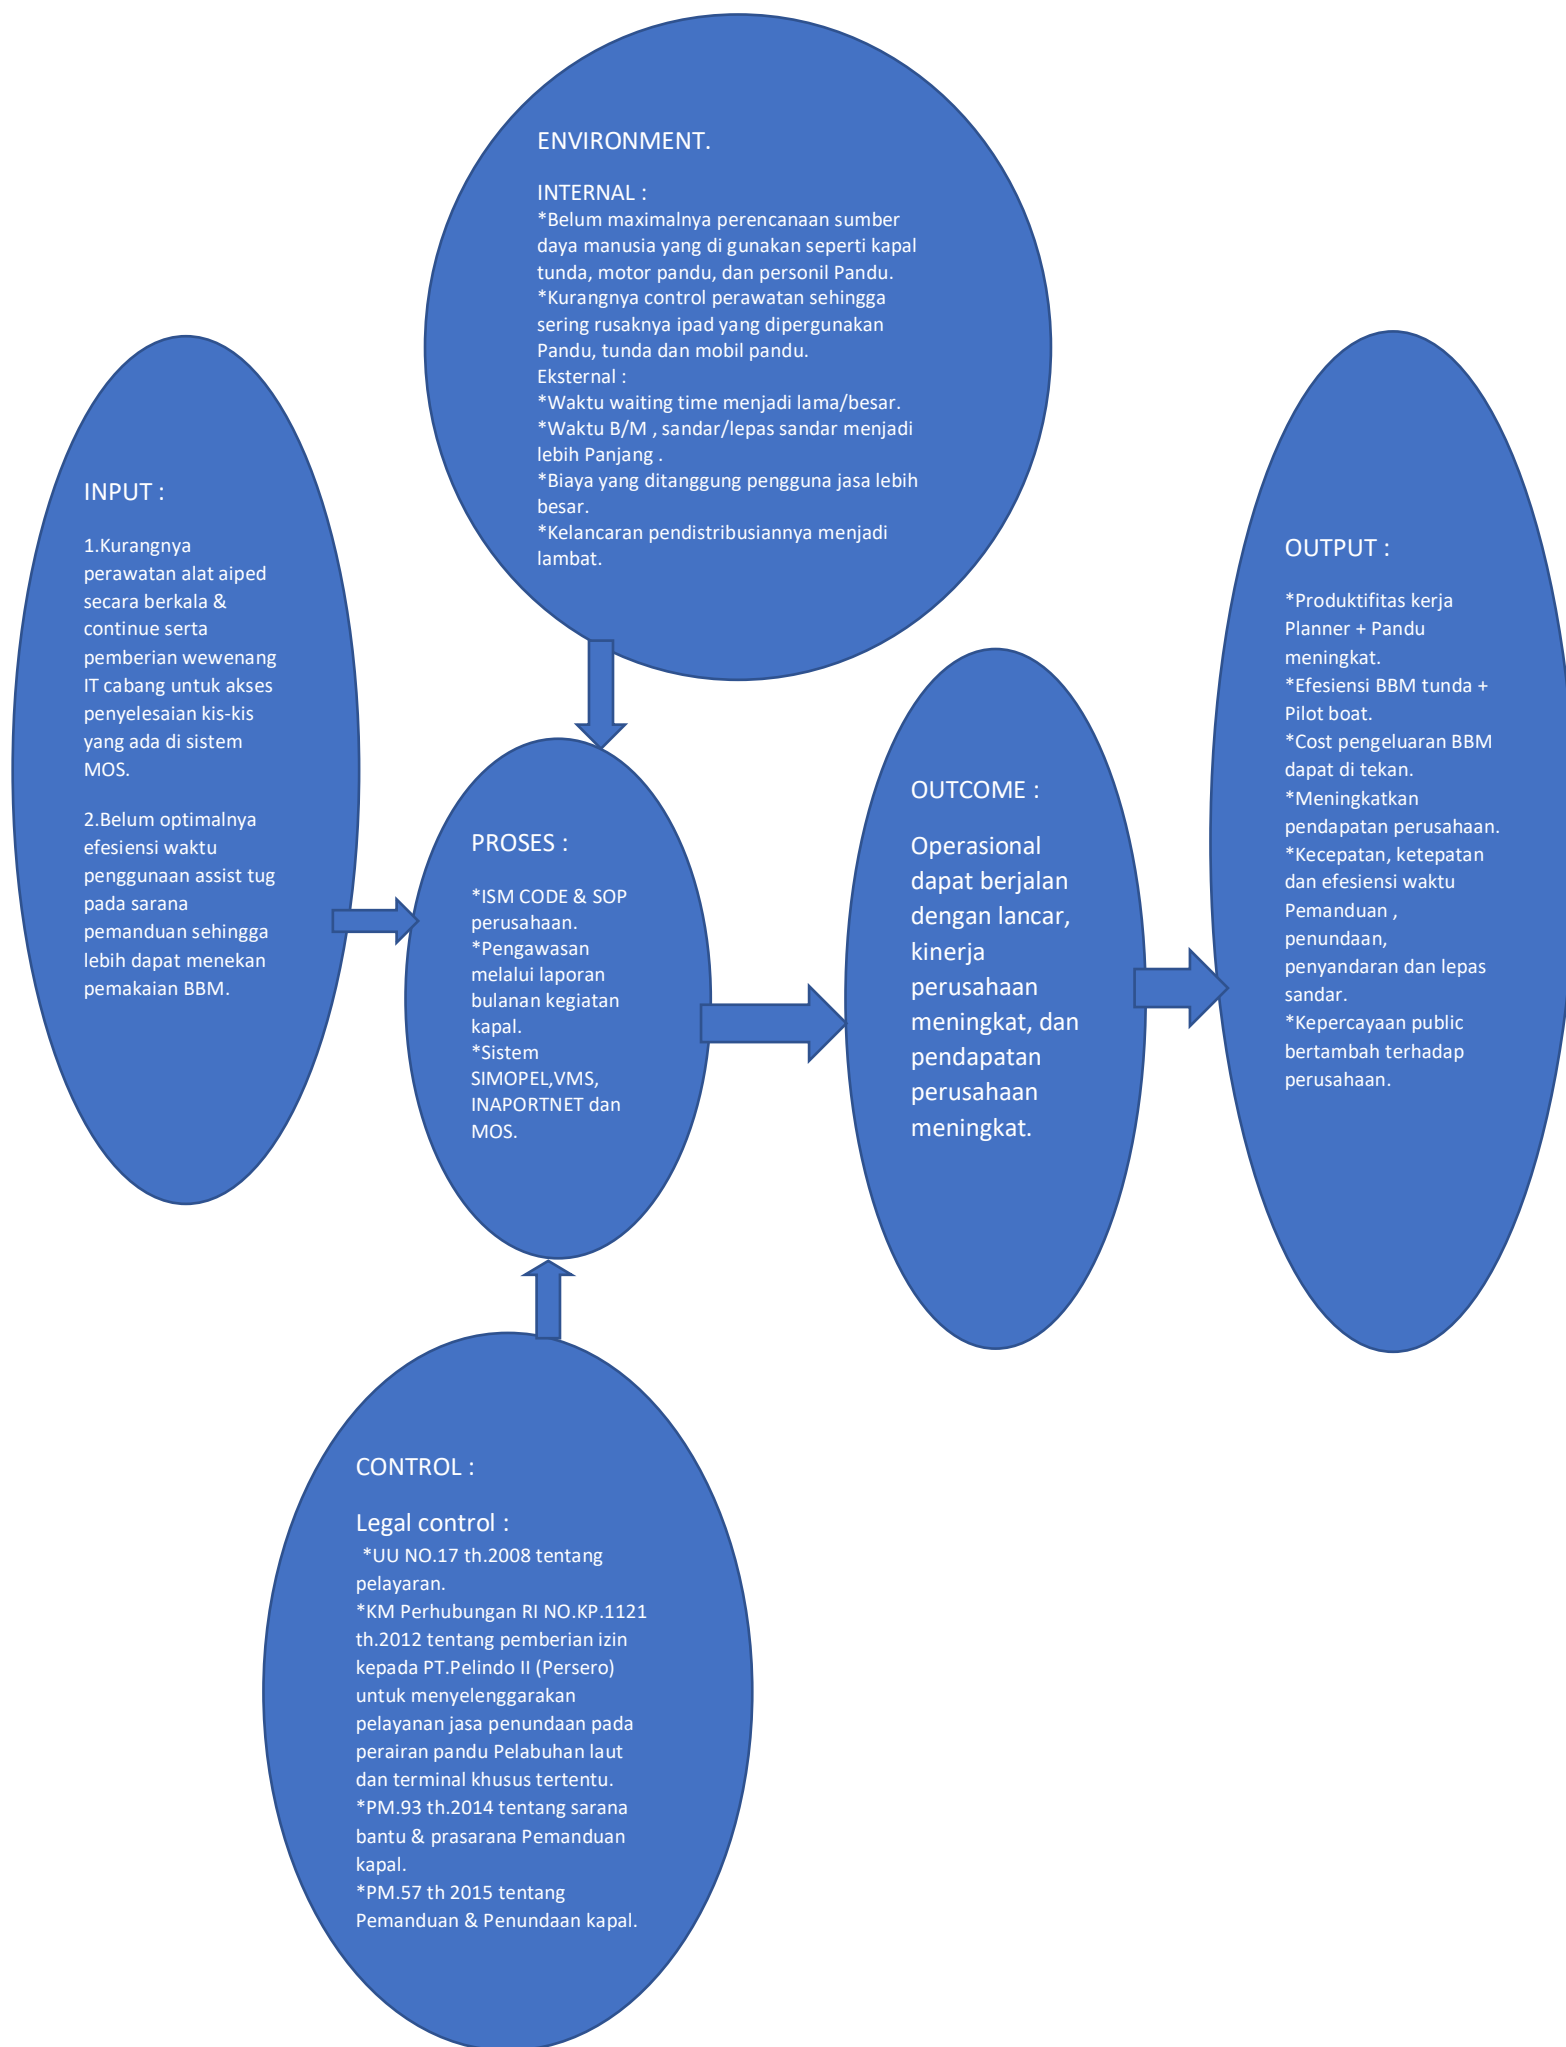 ENVIRONMENT.
INTERNAL :
*Belum maximalnya perencanaan sumber
daya manusia yang di gunakan seperti kapal
tunda, motor pandu, dan personil Pandu.
*Kurangnya control perawatan sehingga
sering rusaknya ipad yang dipergunakan
Pandu, tunda dan mobil pandu.
Eksternal :
*Waktu waiting time menjadi lama/besar.
*Waktu B/M , sandar/lepas sandar menjadi
lebih Panjang .
*Biaya yang ditanggung pengguna jasa lebih
besar.
*Kelancaran pendistribusiannya menjadi
lambat.
INPUT :
1.Kurangnya
perawatan alat aiped
secara berkala &
continue serta
pemberian wewenang
IT cabang untuk akses
penyelesaian kis-kis
yang ada di sistem
MOS.
2.Belum optimalnya
efesiensi waktu
penggunaan assist tug
pada sarana
pemanduan sehingga
lebih dapat menekan
pemakaian BBM.
PROSES :
*ISM CODE & SOP
perusahaan.
*Pengawasan
melalui laporan
bulanan kegiatan
kapal.
*Sistem
SIMOPEL,VMS,
INAPORTNET dan
MOS.
OUTCOME :
Operasional
dapat berjalan
dengan lancar,
kinerja
perusahaan
meningkat, dan
pendapatan
perusahaan
meningkat.
OUTPUT :
*Produktifitas kerja
Planner + Pandu
meningkat.
*Efesiensi BBM tunda +
Pilot boat.
*Cost pengeluaran BBM
dapat di tekan.
*Meningkatkan
pendapatan perusahaan.
*Kecepatan, ketepatan
dan efesiensi waktu
Pemanduan ,
penundaan,
penyandaran dan lepas
sandar.
*Kepercayaan public
bertambah terhadap
perusahaan.
CONTROL :
Legal control :
*UU NO.17 th.2008 tentang
pelayaran.
*KM Perhubungan RI NO.KP.1121
th.2012 tentang pemberian izin
kepada PT.Pelindo II (Persero)
untuk menyelenggarakan
pelayanan jasa penundaan pada
perairan pandu Pelabuhan laut
dan terminal khusus tertentu.
*PM.93 th.2014 tentang sarana
bantu & prasarana Pemanduan
kapal.
*PM.57 th 2015 tentang
Pemanduan & Penundaan kapal.